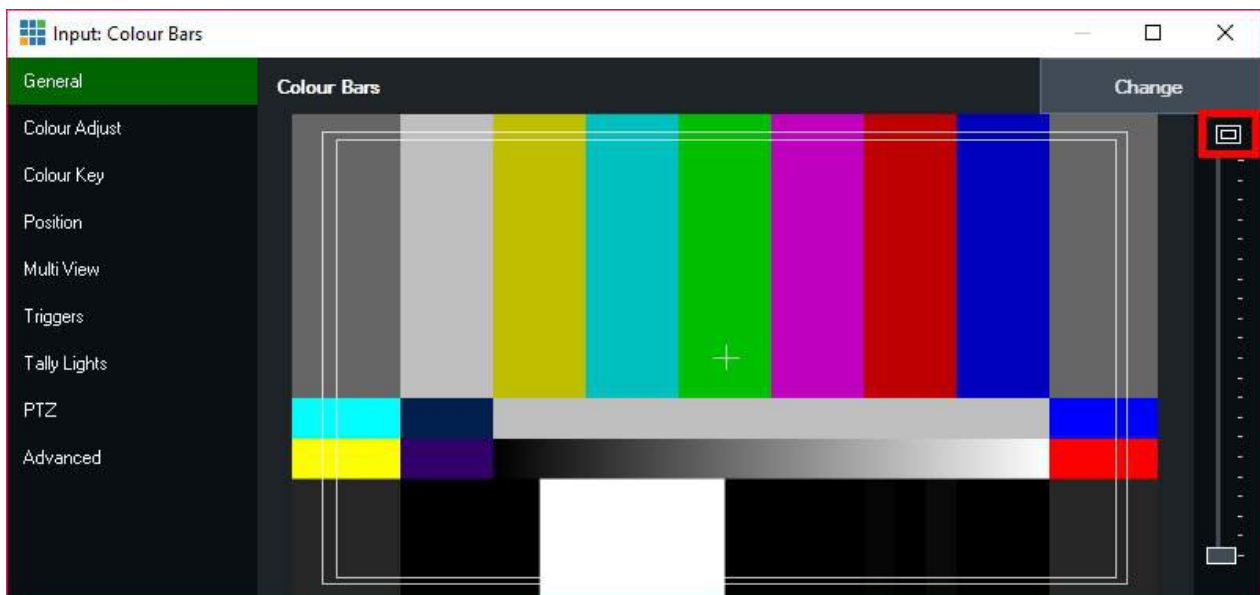 Input: Colour Bars
General
Colour Bars
Change
Colour Adjust
Colour Key
Position
Multi View
Triggers
Tally Lights
PTZ
Advanced